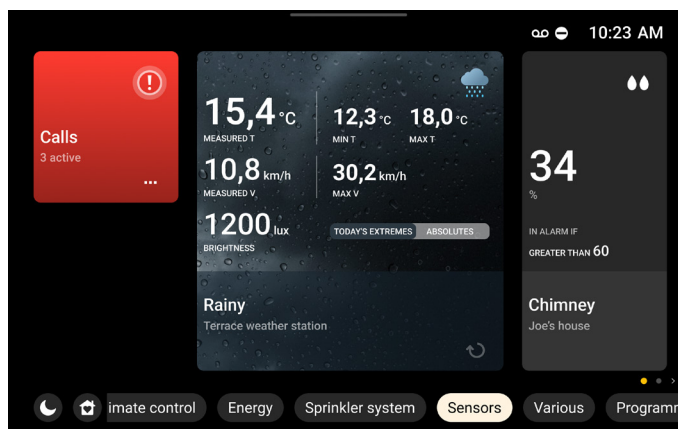 10:23 AM
Calls
3 active
...
15,4 °C
MEASURED T
12,3 °C
MIN T
18,0 °C
MAX T
10,8 km/h
MEASURED V
30,2 km/h
MAX V
1200 lux
BRIGHTNESS
TODAY'S EXTREMES ABSOLUTES
Rainy
Terrace weather station
34
%
IN ALARM IF
GREATER THAN 60
Chimney
Joe's house
imate control Energy Sprinkler system Sensors Various Programr